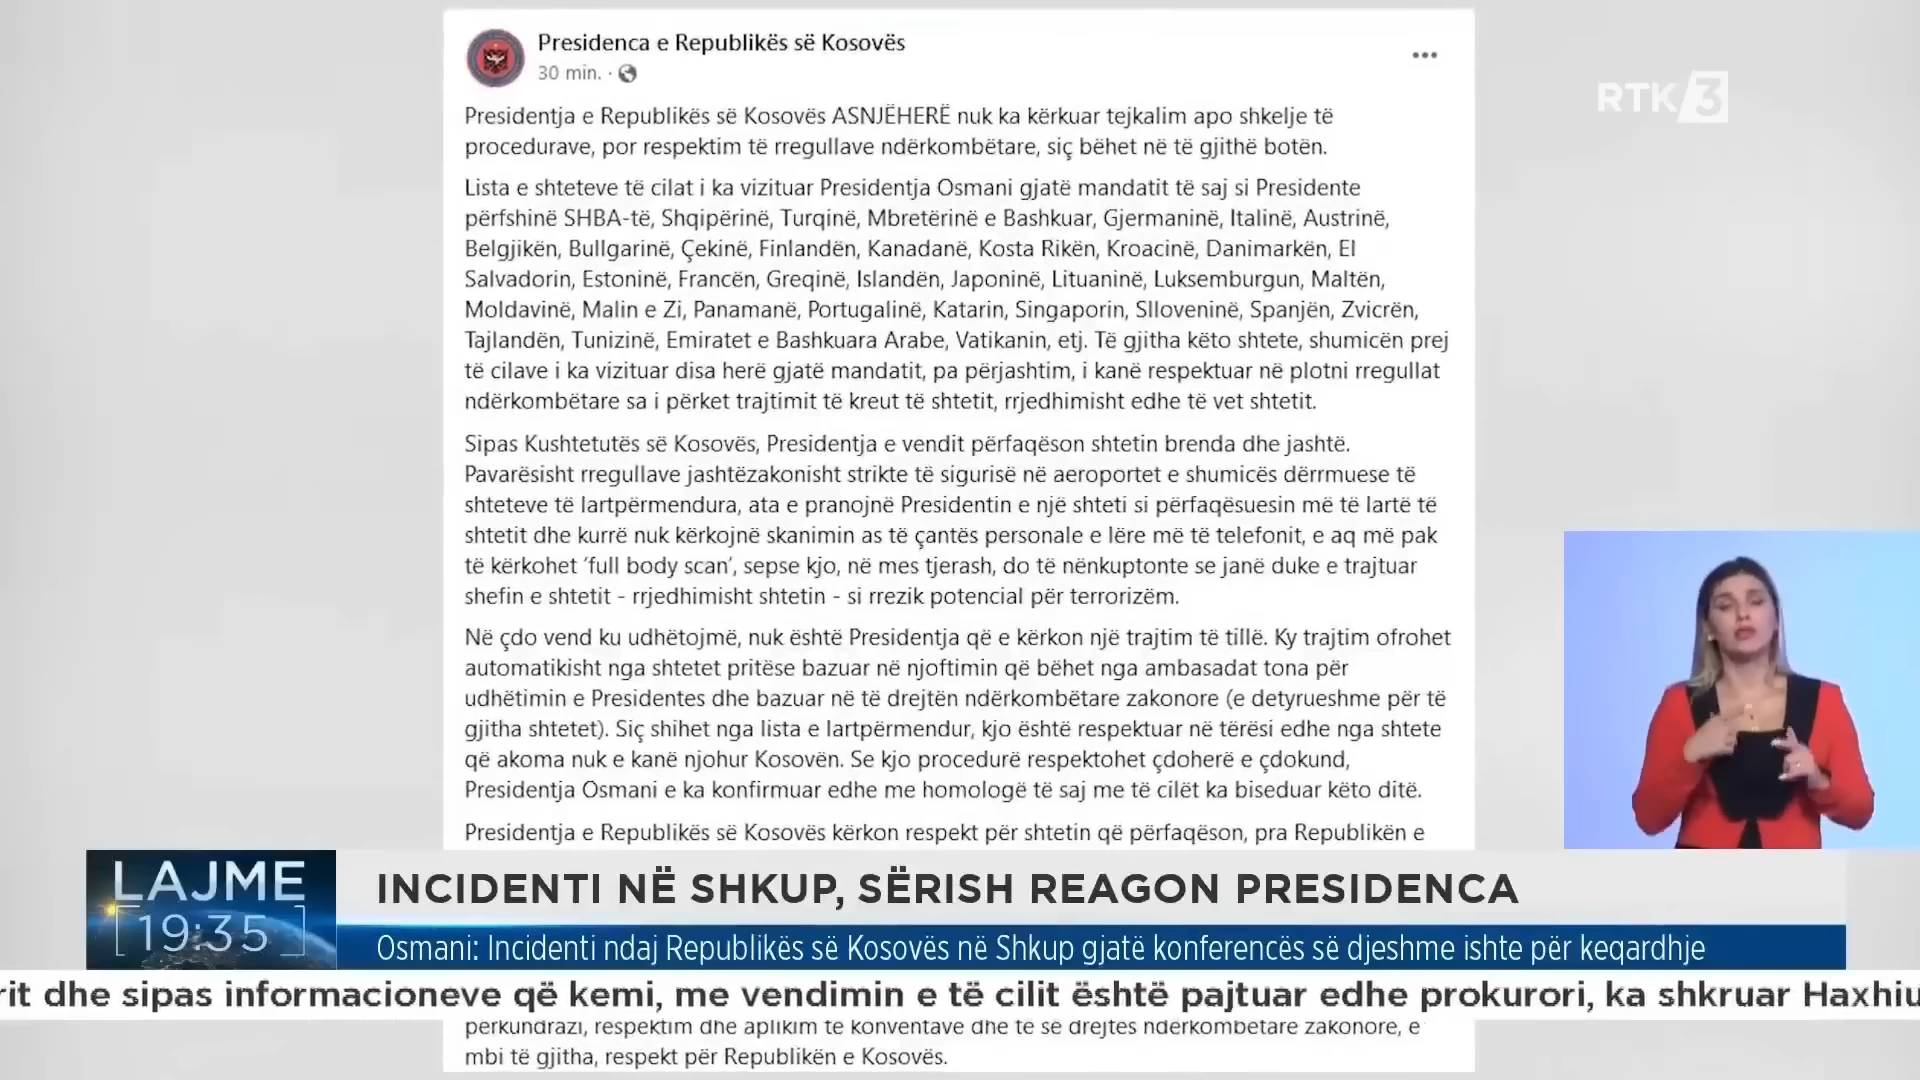 Presidenca e Republikës së Kosovës
30 min. ·
RTK 3
Presidentja e Republikës së Kosovës ASNJËHERË nuk ka kërkuar tejkalim apo shkelje të
procedurave, por respektim të rregullave ndërkombëtare, siç bëhet në të gjithë botën.
Lista e shteteve të cilat i ka vizituar Presidentja Osmani gjatë mandatit të saj si Presidente
përfshinë SHBA-të, Shqipërinë, Turqinë, Mbretërinë e Bashkuar, Gjermaninë, Italinë, Austrinë,
Belgjikën, Bullgarinë, Çekinë, Finlandën, Kanadanë, Kosta Rikën, Kroacinë, Danimarkën, El
Salvadorin, Estoninë, Francën, Greqinë, Islandën, Japoninë, Lituaninë, Luksemburgun, Maltën,
Moldavinë, Malin e Zi, Panamanë, Portugalinë, Katarin, Singaporin, Slloveninë, Spanjën, Zvicrën,
Tajlandën, Tunizinë, Emiratet e Bashkuara Arabe, Vatikanin, etj. Të gjitha këto shtete, shumicën prej
të cilave i ka vizituar disa herë gjatë mandatit, pa përjashtim, i kanë respektuar në plotni rregullat
ndërkombëtare sa i përket trajtimit të kreut të shtetit, rrjedhimisht edhe të vet shtetit.
Sipas Kushtetutës së Kosovës, Presidentja e vendit përfaqëson shtetin brenda dhe jashtë.
Pavarësisht rregullave jashtëzakonisht strikte të sigurisë në aeroportet e shumicës dërrmuese të
shteteve të lartpërmendura, ata e pranojnë Presidentin e një shteti si përfaqësuesin më të lartë të
shtetit dhe kurrë nuk kërkojnë skanimin as të çantës personale e lëre më të telefonit, e aq më pak
të kërkohet ‘full body scan’, sepse kjo, në mes tjerash, do të nënkuptonte se janë duke e trajtuar
shefin e shtetit - rrjedhimisht shtetin - si rrezik potencial për terrorizëm.
Në çdo vend ku udhëtojmë, nuk është Presidentja që e kërkon një trajtim të tillë. Ky trajtim ofrohet
automatikisht nga shtetet pritëse bazuar në njoftimin që bëhet nga ambasadat tona për
udhëtimin e Presidentes dhe bazuar në të drejtën ndërkombëtare zakonore (e detyrueshme për të
gjitha shtetet). Siç shihet nga lista e lartpërmendur, kjo është respektuar në tërësi edhe nga shtete
që akoma nuk e kanë njohur Kosovën. Se kjo procedurë respektohet çdoherë e çdokund,
Presidentja Osmani e ka konfirmuar edhe me homologë të saj me të cilët ka biseduar këto ditë.
Presidentja e Republikës së Kosovës kërkon respekt për shtetin që përfaqëson, pra Republikën e
LAJME
19:35
INCIDENTI NË SHKUP, SËRISH REAGON PRESIDENCA
Osmani: Incidenti ndaj Republikës së Kosovës në Shkup gjatë konferencës së djeshme ishte për keqardhje
rit dhe sipas informacioneve që kemi, me vendimin e të cilit është pajtuar edhe prokurori, ka shkruar Haxhiu
përkundrazi, respektim dhe aplikim të konventave dhe të së drejtës ndërkombëtare zakonore, e
mbi të gjitha, respekt për Republikën e Kosovës.